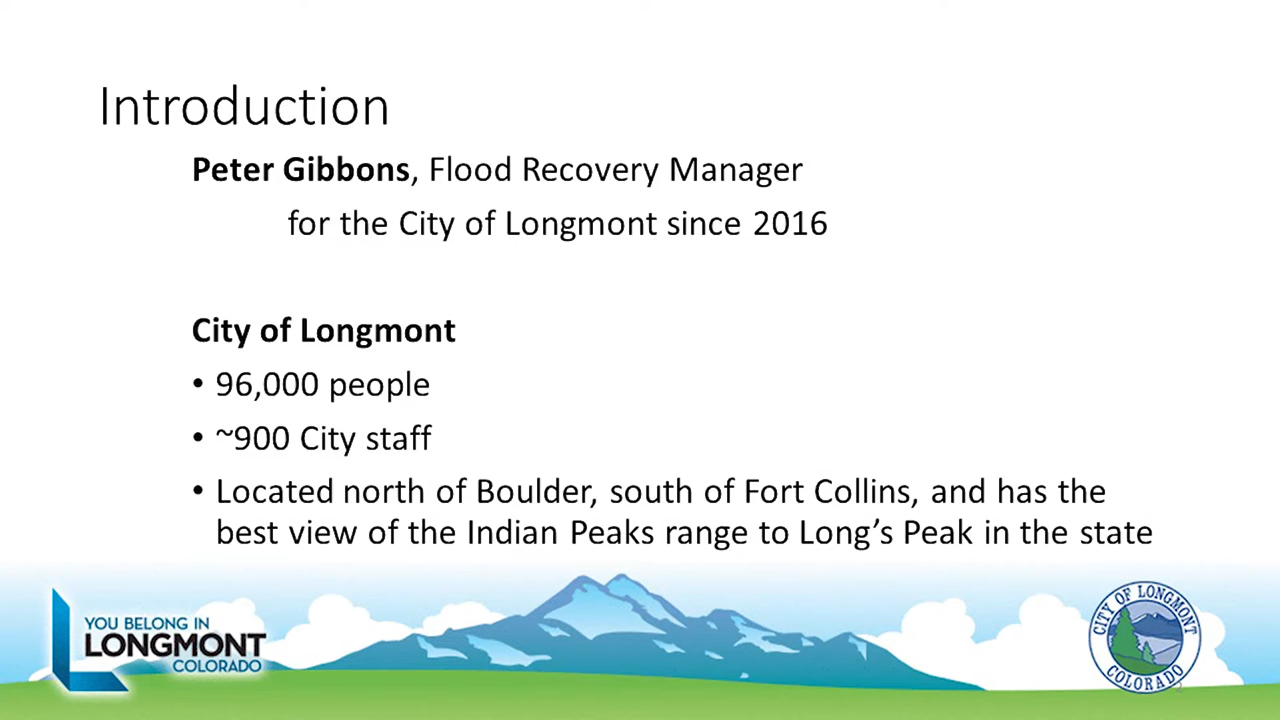 Introduction
Peter Gibbons, Flood Recovery Manager
for the City of Longmont since 2016
City of Longmont
• 96,000 people
• ~900 City staff
• Located north of Boulder, south of Fort Collins, and has the
best view of the Indian Peaks range to Long’s Peak in the state
YOU BELONG IN
LONGMONT
COLORADO
CITY OF LONGMONT
COLORADO